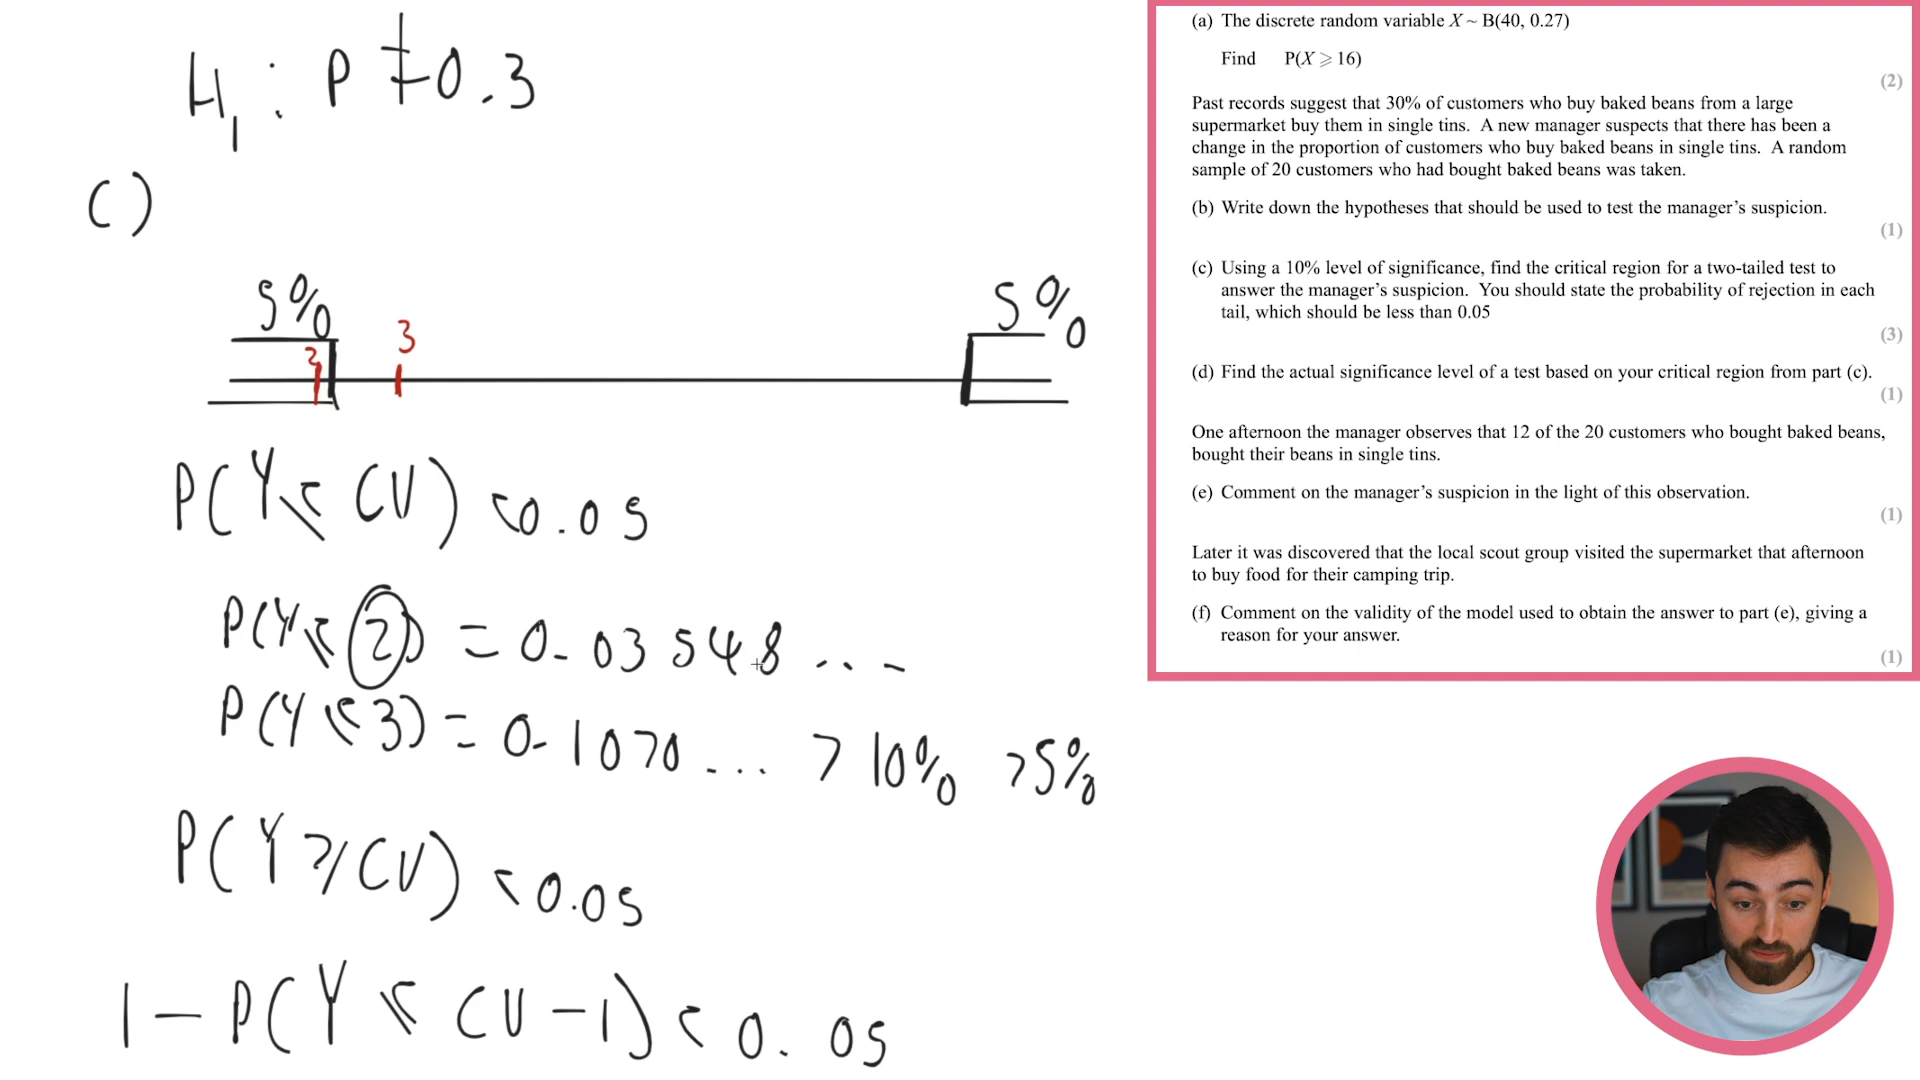 H₁ : P ≠ 0.3
C)
5%
5%
2
3
P(Y ⩽ CV) < 0.05
P(Y ⩽ 2) = 0.03548...
P(Y ⩽ 3) = 0.1070... > 10% > 5%
P(Y ⩾ CV) < 0.05
1 - P(Y ⩽ CV - 1) < 0.05
(a) The discrete random variable X ~ B(40, 0.27)
Find P(X ⩾ 16)
(2)
Past records suggest that 30% of customers who buy baked beans from a large
supermarket buy them in single tins. A new manager suspects that there has been a
change in the proportion of customers who buy baked beans in single tins. A random
sample of 20 customers who had bought baked beans was taken.
(b) Write down the hypotheses that should be used to test the manager’s suspicion.
(1)
(c) Using a 10% level of significance, find the critical region for a two-tailed test to
answer the manager’s suspicion. You should state the probability of rejection in each
tail, which should be less than 0.05
(3)
(d) Find the actual significance level of a test based on your critical region from part (c).
(1)
One afternoon the manager observes that 12 of the 20 customers who bought baked beans,
bought their beans in single tins.
(e) Comment on the manager’s suspicion in the light of this observation.
(1)
Later it was discovered that the local scout group visited the supermarket that afternoon
to buy food for their camping trip.
(f) Comment on the validity of the model used to obtain the answer to part (e), giving a
reason for your answer.
(1)